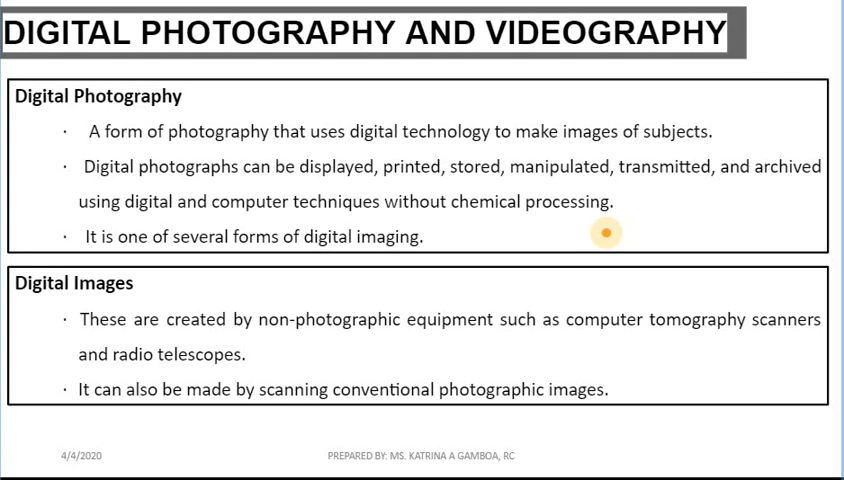 DIGITAL PHOTOGRAPHY AND VIDEOGRAPHY
Digital Photography
· A form of photography that uses digital technology to make images of subjects.
· Digital photographs can be displayed, printed, stored, manipulated, transmitted, and archived
using digital and computer techniques without chemical processing.
· It is one of several forms of digital imaging.
Digital Images
· These are created by non-photographic equipment such as computer tomography scanners
and radio telescopes.
· It can also be made by scanning conventional photographic images.
4/4/2020 PREPARED BY: MS. KATRINA A GAMBOA, RC